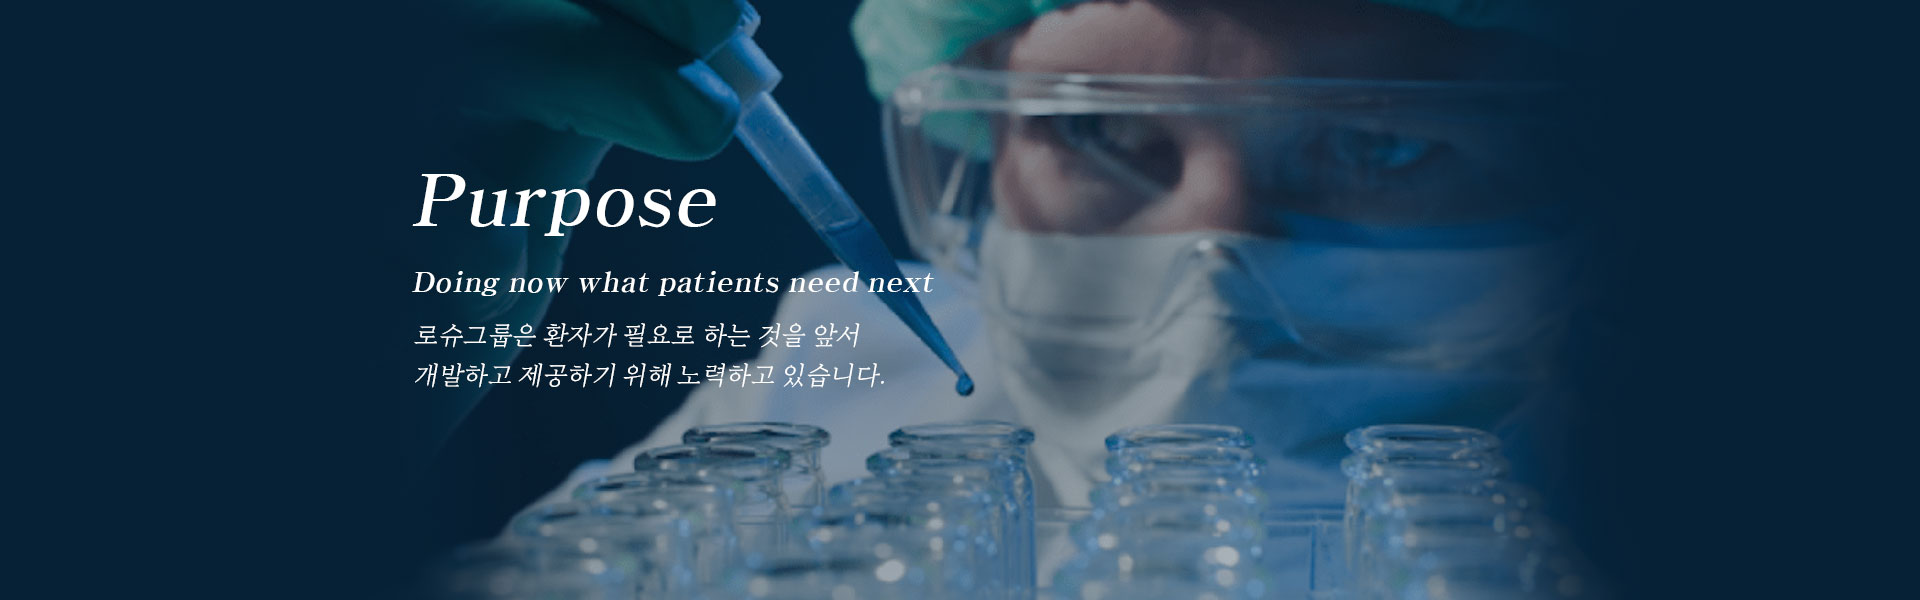 Purpose
Doing now what patients need next
로슈그룹은 환자가 필요로 하는 것을 앞서
개발하고 제공하기 위해 노력하고 있습니다.